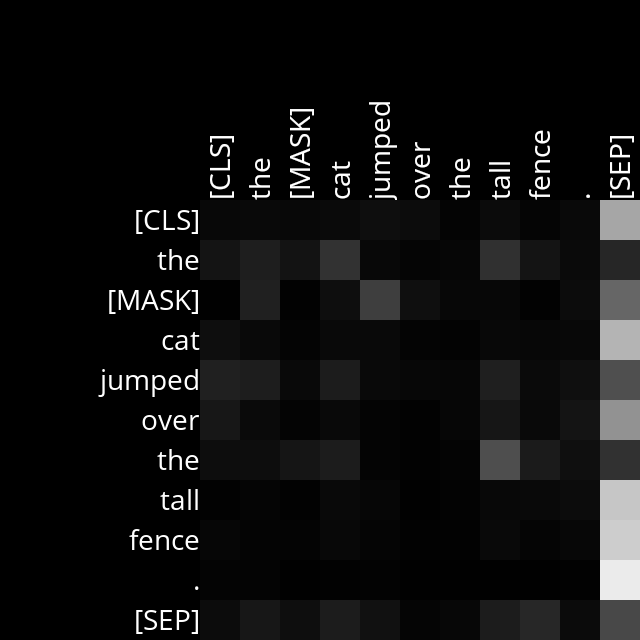 [CLS] the [MASK] cat jumped over the tall fence . [SEP]
[CLS]
the
[MASK]
cat
jumped
over
the
tall
fence
.
[SEP]